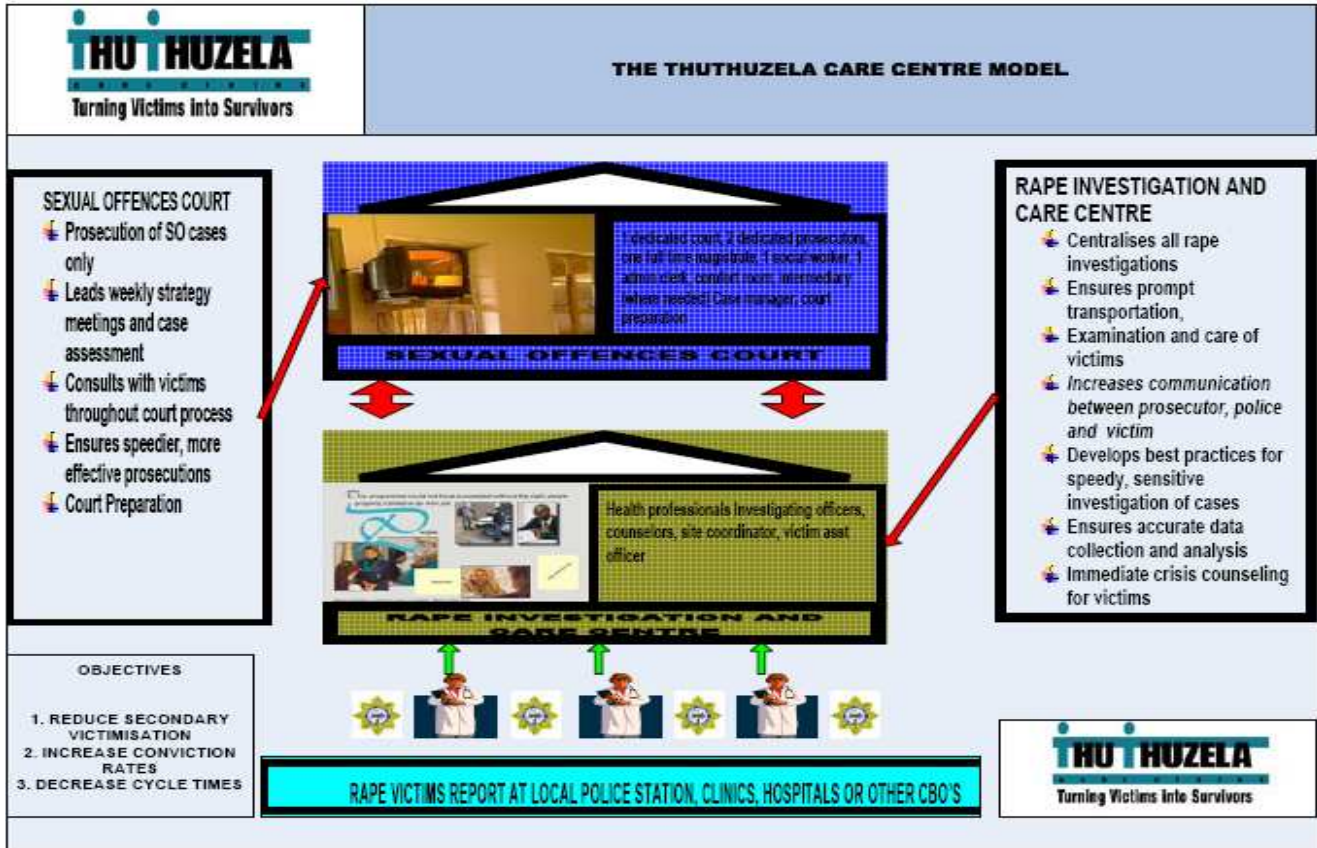 THUTHUZELA
Turning Victims into Survivors
THE THUTHUZELA CARE CENTRE MODEL
SEXUAL OFFENCES COURT
Prosecution of SO cases
only
Leads weekly strategy
meetings and case
assessment
Consults with victims
throughout court process
Ensures speedier, more
effective prosecutions
Court Preparation
1 dedicated court, 2 dedicated prosecutors,
one full time magistrate, 1 social worker, 1
admin clerk, comfort room, intermediary
(where needed) Case manager, court
preparation
SEXUAL OFFENCES COURT
RAPE INVESTIGATION AND
CARE CENTRE
Centralises all rape
investigations
Ensures prompt
transportation,
Examination and care of
victims
Increases communication
between prosecutor, police
and victim
Develops best practices for
speedy, sensitive
investigation of cases
Ensures accurate data
collection and analysis
Immediate crisis counseling
for victims
Health professionals Investigating officers,
counselors, site coordinator, victim asst
officer
RAPE INVESTIGATION AND
CARE CENTRE
OBJECTIVES
1. REDUCE SECONDARY
VICTIMISATION
2. INCREASE CONVICTION
RATES
3. DECREASE CYCLE TIMES
RAPE VICTIMS REPORT AT LOCAL POLICE STATION, CLINICS, HOSPITALS OR OTHER CBO'S
THUTHUZELA
Turning Victims into Survivors